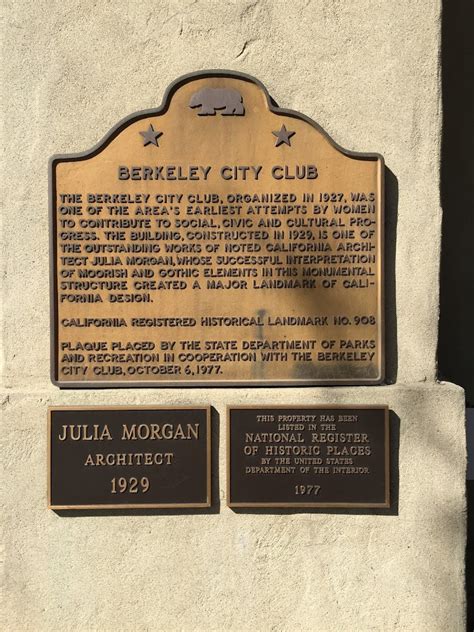 BERKELEY CITY CLUB
THE BERKELEY CITY CLUB, ORGANIZED IN 1927, WAS
ONE OF THE AREA'S EARLIEST ATTEMPTS BY WOMEN
TO CONTRIBUTE TO SOCIAL, CIVIC AND CULTURAL PRO-
GRESS. THE BUILDING, CONSTRUCTED IN 1929, IS ONE OF
THE OUTSTANDING WORKS OF NOTED CALIFORNIA ARCHI-
TECT JULIA MORGAN, WHOSE SUCCESSFUL INTERPRETATION
OF MOORISH AND GOTHIC ELEMENTS IN THIS MONUMENTAL
STRUCTURE CREATED A MAJOR LANDMARK OF CALI-
FORNIA DESIGN.
CALIFORNIA REGISTERED HISTORICAL LANDMARK NO. 908
PLAQUE PLACED BY THE STATE DEPARTMENT OF PARKS
AND RECREATION IN COOPERATION WITH THE BERKELEY
CITY CLUB, OCTOBER 6, 1977.
JULIA MORGAN
ARCHITECT
1929
THIS PROPERTY HAS BEEN
LISTED IN THE
NATIONAL REGISTER
OF HISTORIC PLACES
BY THE UNITED STATES
DEPARTMENT OF THE INTERIOR
1977